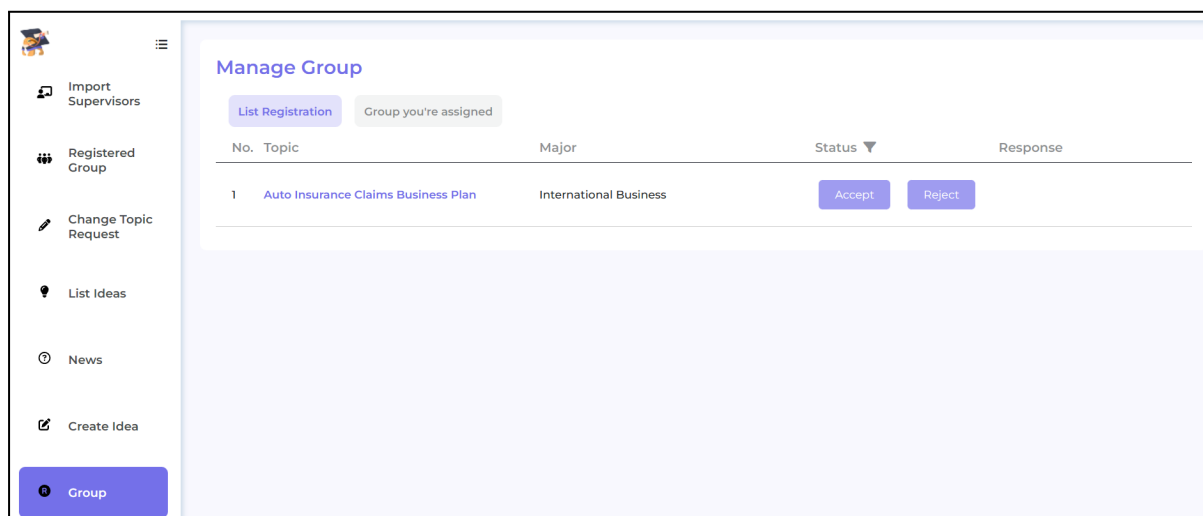 Import
Supervisors
Registered
Group
Change Topic
Request
List Ideas
News
Create Idea
R
Group
Manage Group
List Registration Group you're assigned
No. Topic Major Status Response
1 Auto Insurance Claims Business Plan International Business Accept Reject